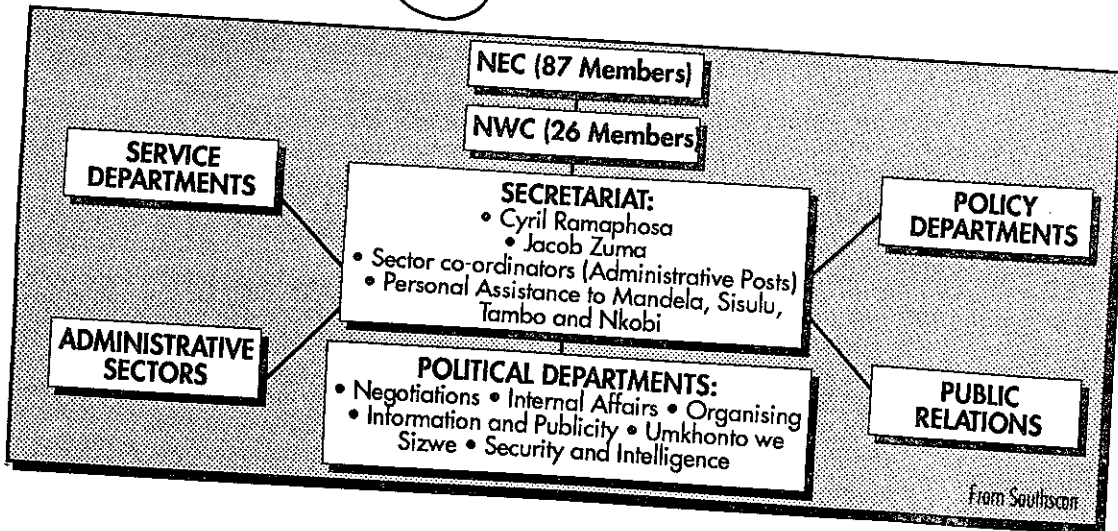 NEC (87 Members)
NWC (26 Members)
SERVICE
DEPARTMENTS
SECRETARIAT:
• Cyril Ramaphosa
• Jacob Zuma
• Sector co-ordinators (Administrative Posts)
• Personal Assistance to Mandela, Sisulu,
Tambo and Nkobi
POLICY
DEPARTMENTS
ADMINISTRATIVE
SECTORS
POLITICAL DEPARTMENTS:
• Negotiations • Internal Affairs • Organising
• Information and Publicity • Umkhonto we
Sizwe • Security and Intelligence
PUBLIC
RELATIONS
From Southscan